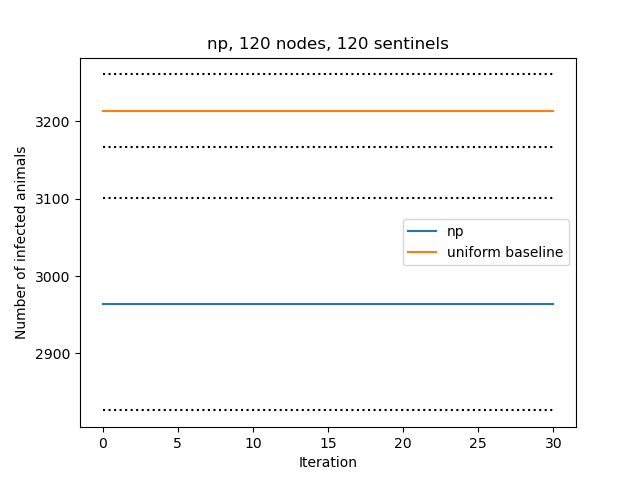 np, 120 nodes, 120 sentinels
Number of infected animals
3200
3100
3000
2900
np
uniform baseline
0 5 10 15 20 25 30
Iteration